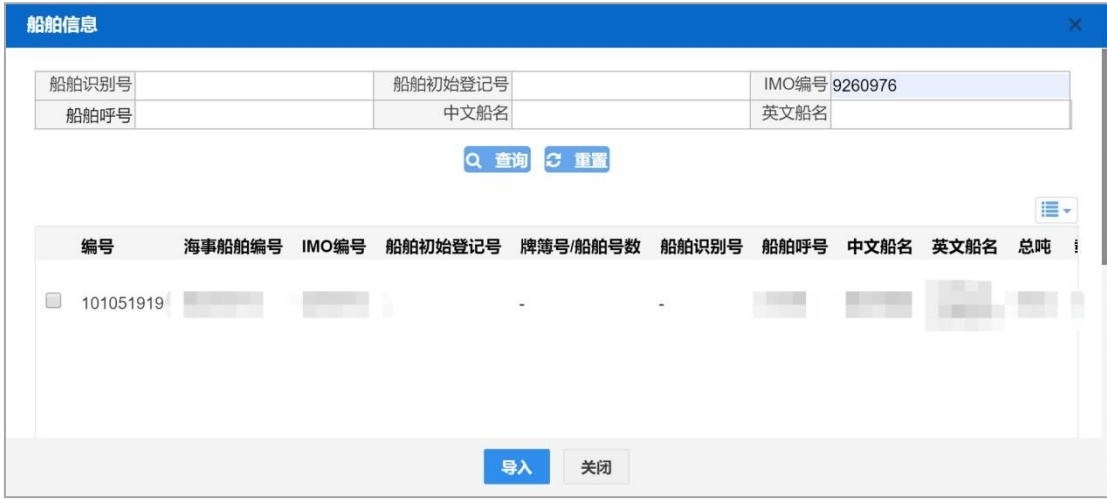 船舶信息
船舶识别号 船舶初始登记号 IMO编号 9260976
船舶呼号 中文船名 英文船名
查询 重置
编号 海事船舶编号 IMO编号 船舶初始登记号 牌薄号/船舶号数 船舶识别号 船舶呼号 中文船名 英文船名 总吨
101051919 - -
导入 关闭